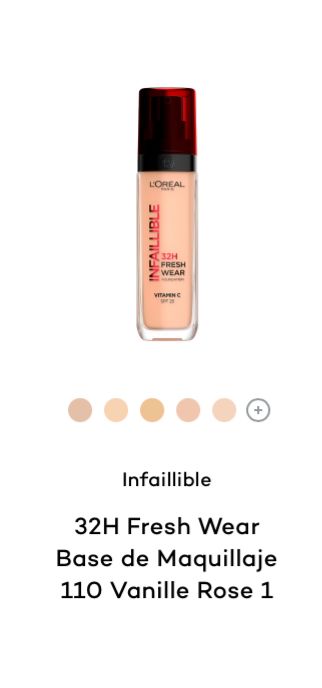 L'ORÉAL
PARIS
INFAILLIBLE
32H
FRESH
WEAR
VITAMIN C
SPF 25
Infaillible
32H Fresh Wear
Base de Maquillaje
110 Vanille Rose 1